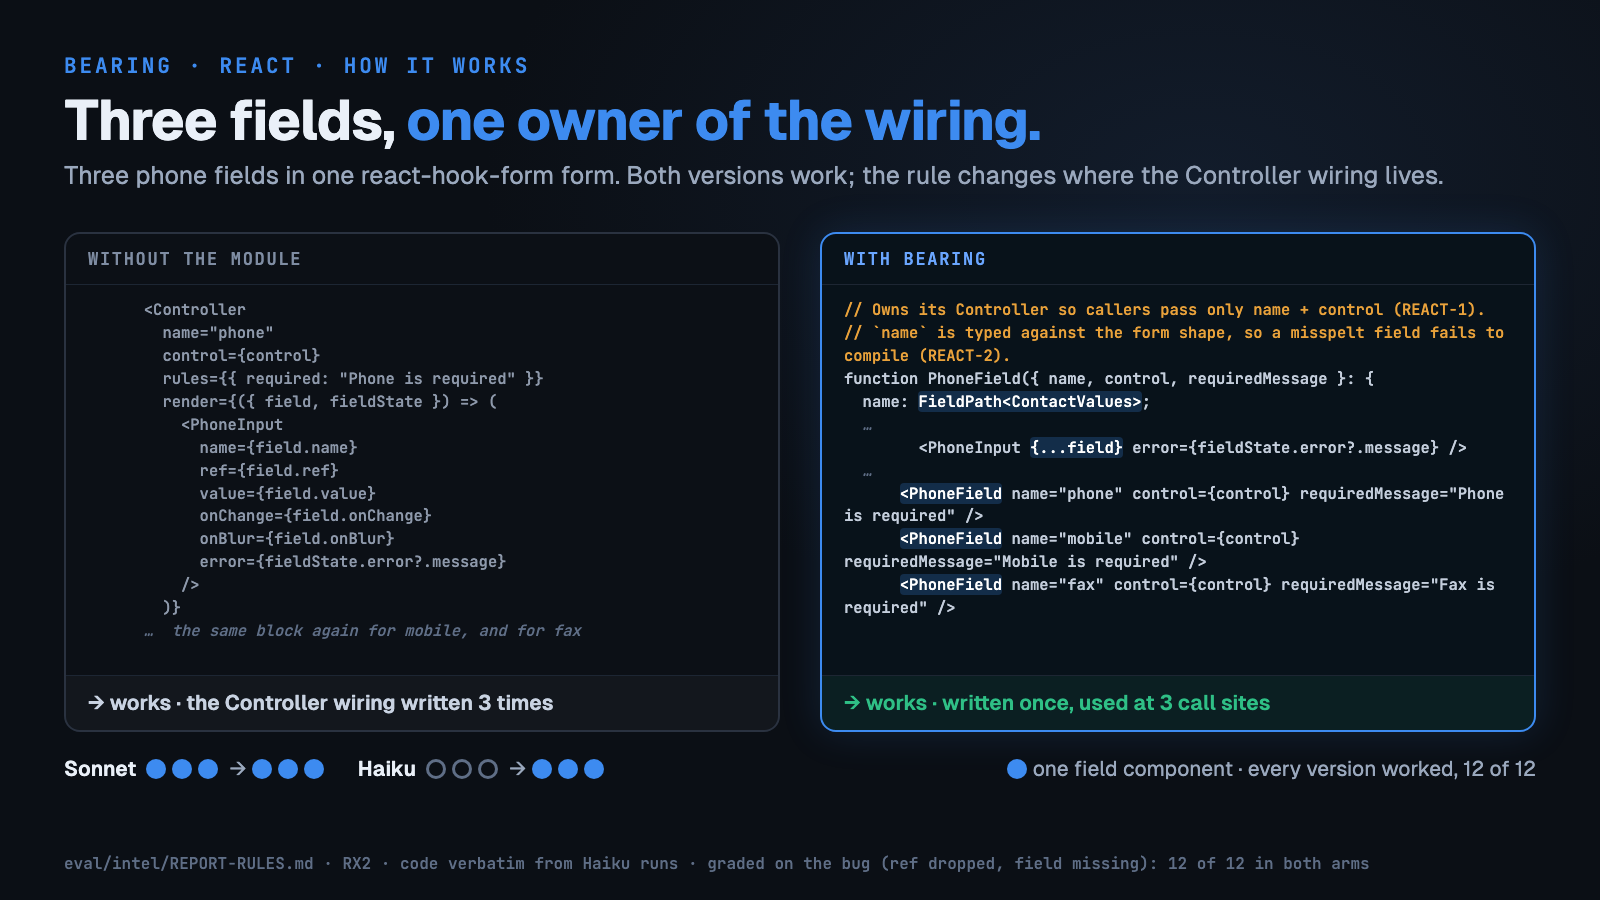 BEARING · REACT · HOW IT WORKS
Three fields, one owner of the wiring.
Three phone fields in one react-hook-form form. Both versions work; the rule changes where the Controller wiring lives.
WITHOUT THE MODULE
<Controller
name="phone"
control={control}
rules={{ required: "Phone is required" }}
render={({ field, fieldState }) => (
<PhoneInput
name={field.name}
ref={field.ref}
value={field.value}
onChange={field.onChange}
onBlur={field.onBlur}
error={fieldState.error?.message}
/>
)}
… the same block again for mobile, and for fax
→ works · the Controller wiring written 3 times
WITH BEARING
// Owns its Controller so callers pass only name + control (REACT-1).
// `name` is typed against the form shape, so a misspelt field fails to
compile (REACT-2).
function PhoneField({ name, control, requiredMessage }: {
name: FieldPath<ContactValues>;
…
<PhoneInput {...field} error={fieldState.error?.message} />
…
<PhoneField name="phone" control={control} requiredMessage="Phone
is required" />
<PhoneField name="mobile" control={control}
requiredMessage="Mobile is required" />
<PhoneField name="fax" control={control} requiredMessage="Fax is
required" />
→ works · written once, used at 3 call sites
Sonnet → Haiku →
one field component · every version worked, 12 of 12
eval/intel/REPORT-RULES.md · RX2 · code verbatim from Haiku runs · graded on the bug (ref dropped, field missing): 12 of 12 in both arms